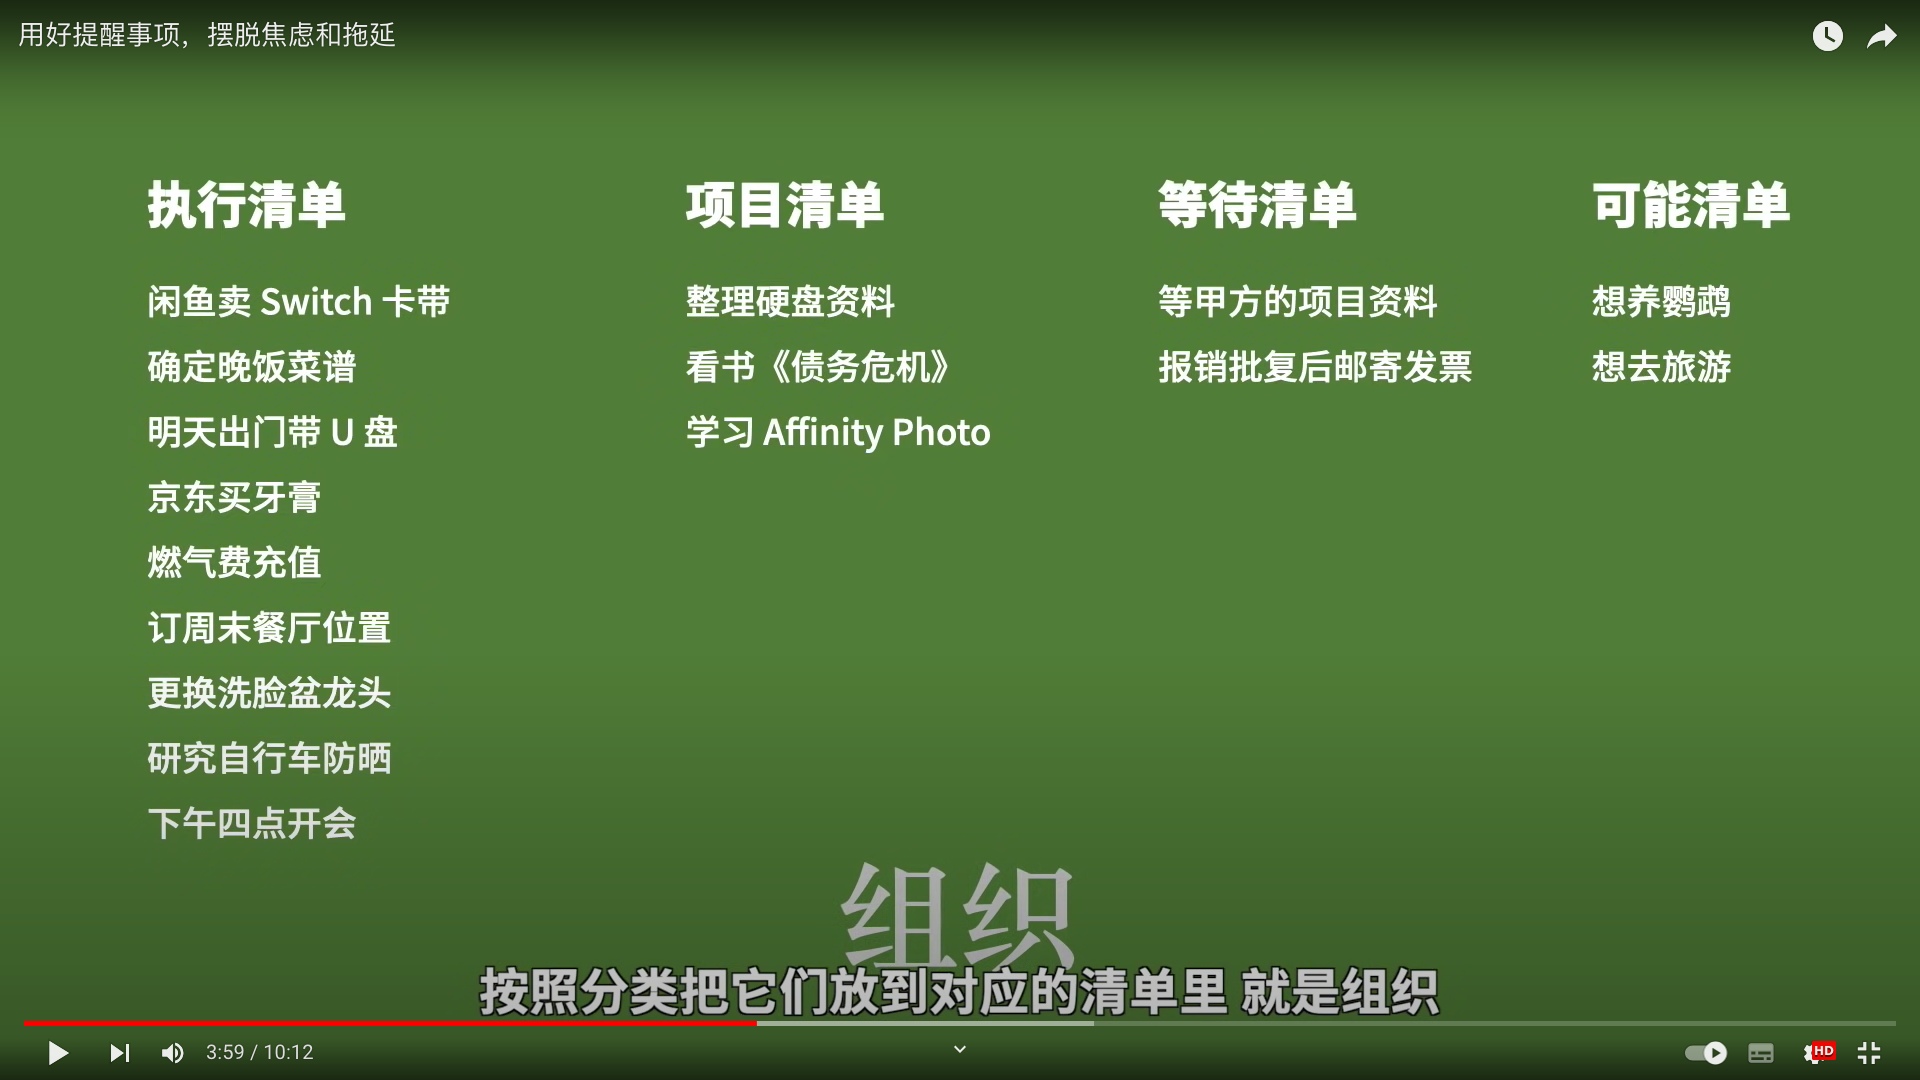 用好提醒事项，摆脱焦虑和拖延
执行清单
闲鱼卖 Switch 卡带
确定晚饭菜谱
明天出门带 U 盘
京东买牙膏
燃气费充值
订周末餐厅位置
更换洗脸盆龙头
研究自行车防晒
下午四点开会
项目清单
整理硬盘资料
看书《债务危机》
学习 Affinity Photo
等待清单
等甲方的项目资料
报销批复后邮寄发票
可能清单
想养鹦鹉
想去旅游
组织
按照分类把它们放到对应的清单里 就是组织
3:59 / 10:12
HD